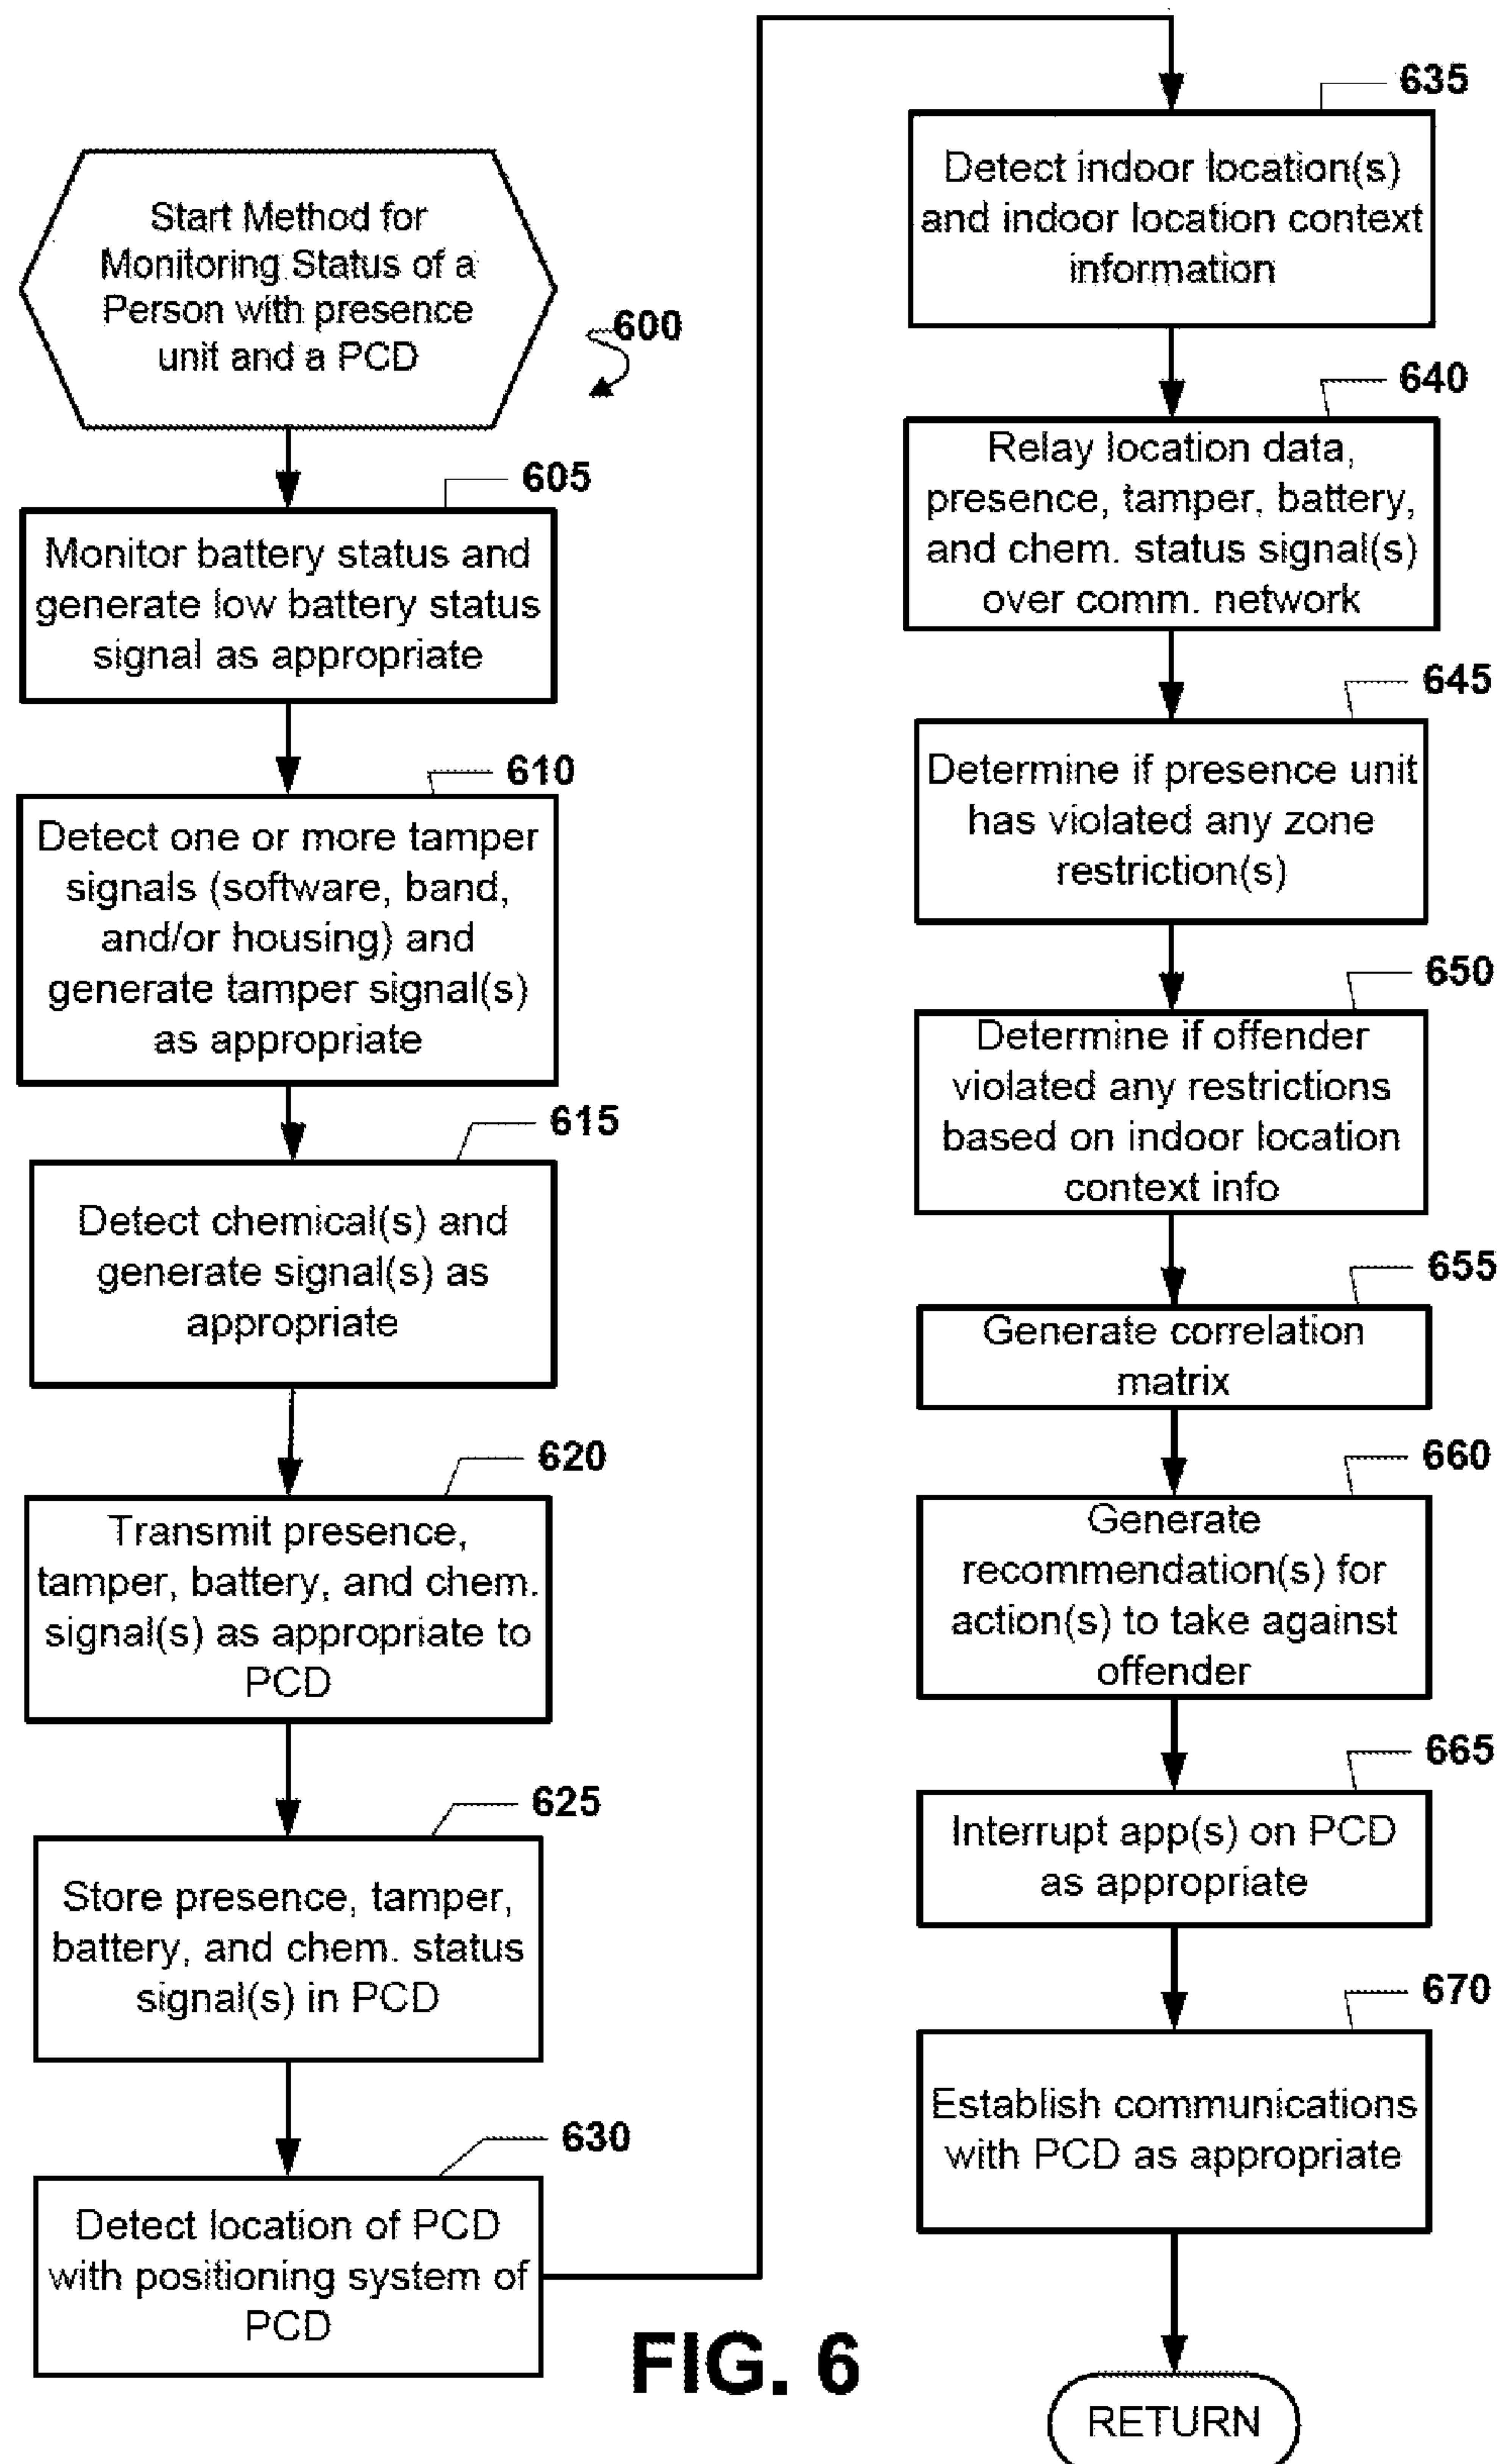 Start Method for
Monitoring Status of a
Person with presence
unit and a PCD
600
605
Monitor battery status and
generate low battery status
signal as appropriate
610
Detect one or more tamper
signals (software, band,
and/or housing) and
generate tamper signal(s)
as appropriate
615
Detect chemical(s) and
generate signal(s) as
appropriate
620
Transmit presence,
tamper, battery, and chem.
signal(s) as appropriate to
PCD
625
Store presence, tamper,
battery, and chem. status
signal(s) in PCD
630
Detect location of PCD
with positioning system of
PCD
635
Detect indoor location(s)
and indoor location context
information
640
Relay location data,
presence, tamper, battery,
and chem. status signal(s)
over comm. network
645
Determine if presence unit
has violated any zone
restriction(s)
650
Determine if offender
violated any restrictions
based on indoor location
context info
655
Generate correlation
matrix
660
Generate
recommendation(s) for
action(s) to take against
offender
665
Interrupt app(s) on PCD
as appropriate
670
Establish communications
with PCD as appropriate
RETURN
FIG. 6